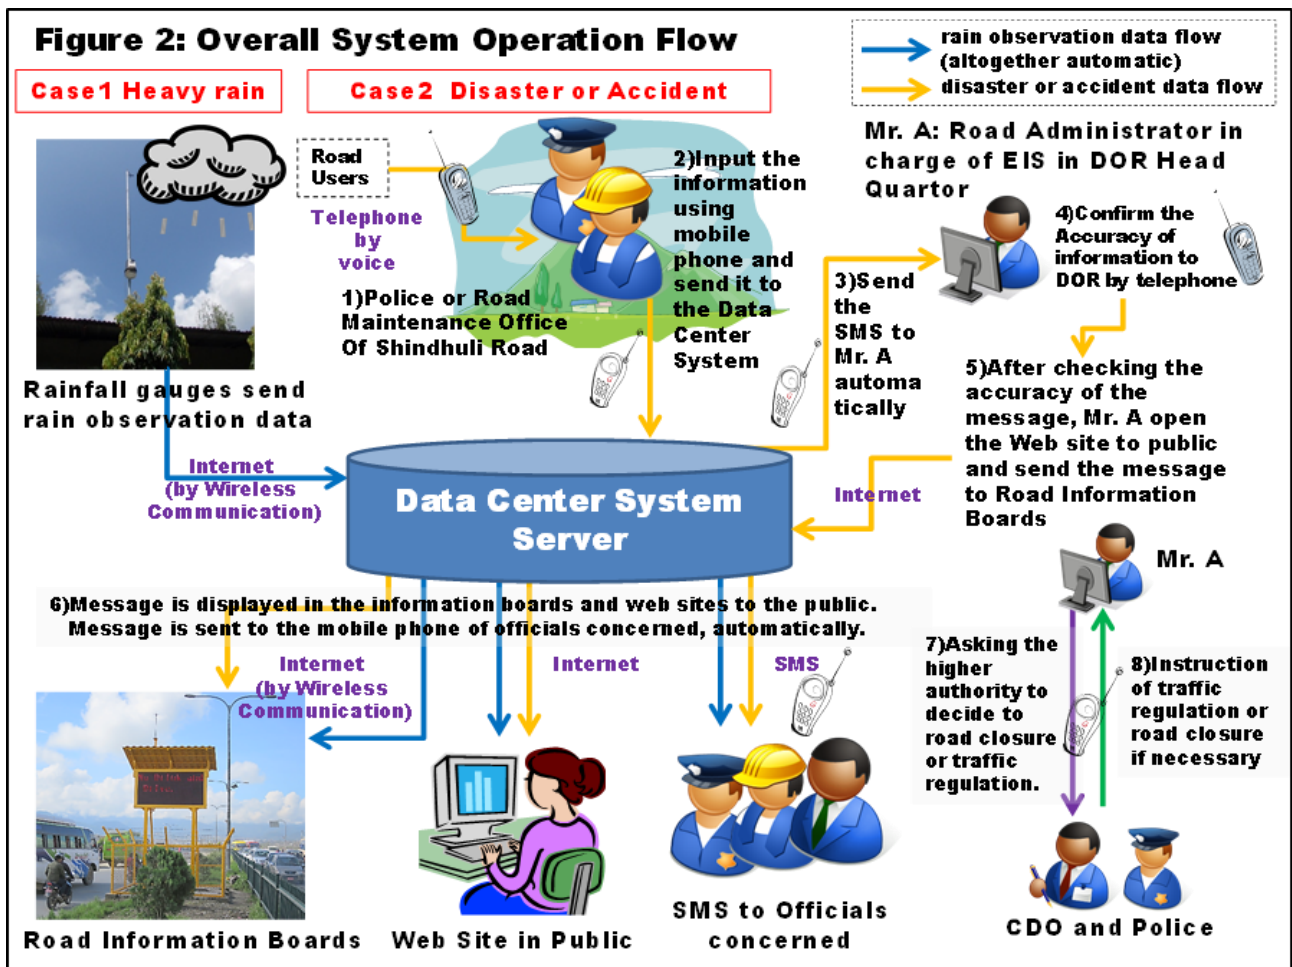 Figure 2: Overall System Operation Flow
rain observation data flow
(altogether automatic)
disaster or accident data flow
Case1 Heavy rain
Case2 Disaster or Accident
Mr. A: Road Administrator in
charge of EIS in DOR Head
Quartor
Road
Users
Telephone
by
voice
1)Police or Road
Maintenance Office
Of Shindhuli Road
2)Input the
information
using
mobile
phone and
send it to
the Data
Center
System
3)Send
the
SMS to
Mr. A
automa
tically
4)Confirm the
Accuracy of
information to
DOR by telephone
5)After checking the
accuracy of the
message, Mr. A open
the Web site to public
and send the message
to Road Information
Boards
Rainfall gauges send
rain observation data
Internet
(by Wireless
Communication)
Data Center System
Server
Internet
Mr. A
6)Message is displayed in the information boards and web sites to the public.
Message is sent to the mobile phone of officials concerned, automatically.
Internet
(by Wireless
Communication)
Internet
SMS
7)Asking the
higher
authority to
decide to
road closure
or traffic
regulation.
8)Instruction
of traffic
regulation or
road closure
if necessary
Road Information Boards
Web Site in Public
SMS to Officials
concerned
CDO and Police